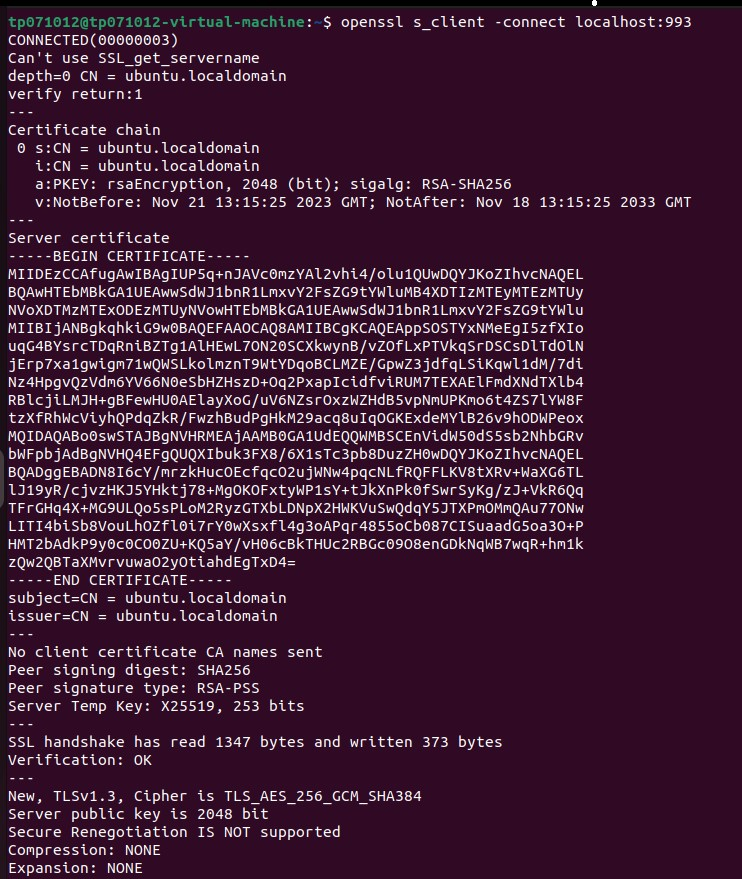 tp071012@tp071012-virtual-machine:~$ openssl s_client -connect localhost:993
CONNECTED(00000003)
Can't use SSL_get_servername
depth=0 CN = ubuntu.localdomain
verify return:1
---
Certificate chain
 0 s:CN = ubuntu.localdomain
   i:CN = ubuntu.localdomain
   a:PKEY: rsaEncryption, 2048 (bit); sigalg: RSA-SHA256
   v:NotBefore: Nov 21 13:15:25 2023 GMT; NotAfter: Nov 18 13:15:25 2033 GMT
---
Server certificate
-----BEGIN CERTIFICATE-----
MIIDEzCCAfugAwIBAgIUP5q+nJAVc0mzYAl2vhi4/olu1QUwDQYJKoZIhvcNAQEL
BQAwHTEbMBkGA1UEAwwSdWJ1bnR1LmxvY2FsZG9tYWluMB4XDTIzMTEyMTEzMTUy
NVoXDTMzMTExODEzMTUyNVowHTEbMBkGA1UEAwwSdWJ1bnR1LmxvY2FsZG9tYWlu
MIIBIjANBgkqhkiG9w0BAQEFAAOCAQ8AMIIBCgKCAQEAppSOSTYxNMeEgI5zfXIo
uqG4BYsrcTDqRniBZTg1AlHEwL7ON20SCXkwynB/vZOfLxPTVkqSrDSCsDlTdOlN
jErp7xa1gwigm71wQWSLkolmznT9WtYDqoBCLMZE/GpwZ3jdfqLSiKqwl1dM/7di
Nz4HpgvQzVdm6YV66N0eSbHZHszD+Oq2PxapIcidfviRUM7TEXAElFmdXNdTXlb4
RBlcjiLMJH+gBFewHU0AElayXoG/uV6NZsrOxzWZHdB5vpNmUPKmo6t4ZS7lYW8F
tzXfRhWcViyhQPdqZkR/FwzhBudPgHkM29acq8uIqOGKExdeMYlB26v9hODWPeox
MQIDAQABo0swSTAJBgNVHRMEAjAAMB0GA1UdEQQWMBSCEnVidW50dS5sb2NhbGRv
bWFpbjAdBgNVHQ4EFgQUQXIbuk3FX8/6X1sTc3pb8DuzZH0wDQYJKoZIhvcNAQEL
BQADggEBADN8I6cY/mrzkHucOEcfqcO2ujWNw4pqcNLfRQFFLKV8tXRv+WaXG6TL
lJ19yR/cjvzHKJ5YHktj78+MgOKOFxtyWP1sY+tJkXnPk0fSwrSyKg/zJ+VkR6Qq
TFrGHq4X+MG9ULQo5sPLoM2RyzGTXbLDNpX2HWKVuSwQdqY5JTXPmOMmQAu77ONw
LITI4biSb8VouLhOZfl0i7rY0wXsxfl4g3oAPqr4855oCb087CISuaadG5oa3O+P
HMT2bAdkP9y0c0CO0ZU+KQ5aY/vH06cBkTHUc2RBGc09O8enGDkNqWB7wqR+hm1k
zQw2QBTaXMvrvuwaO2yOtiahdEgTxD4=
-----END CERTIFICATE-----
subject=CN = ubuntu.localdomain
issuer=CN = ubuntu.localdomain
---
No client certificate CA names sent
Peer signing digest: SHA256
Peer signature type: RSA-PSS
Server Temp Key: X25519, 253 bits
---
SSL handshake has read 1347 bytes and written 373 bytes
Verification: OK
---
New, TLSv1.3, Cipher is TLS_AES_256_GCM_SHA384
Server public key is 2048 bit
Secure Renegotiation IS NOT supported
Compression: NONE
Expansion: NONE